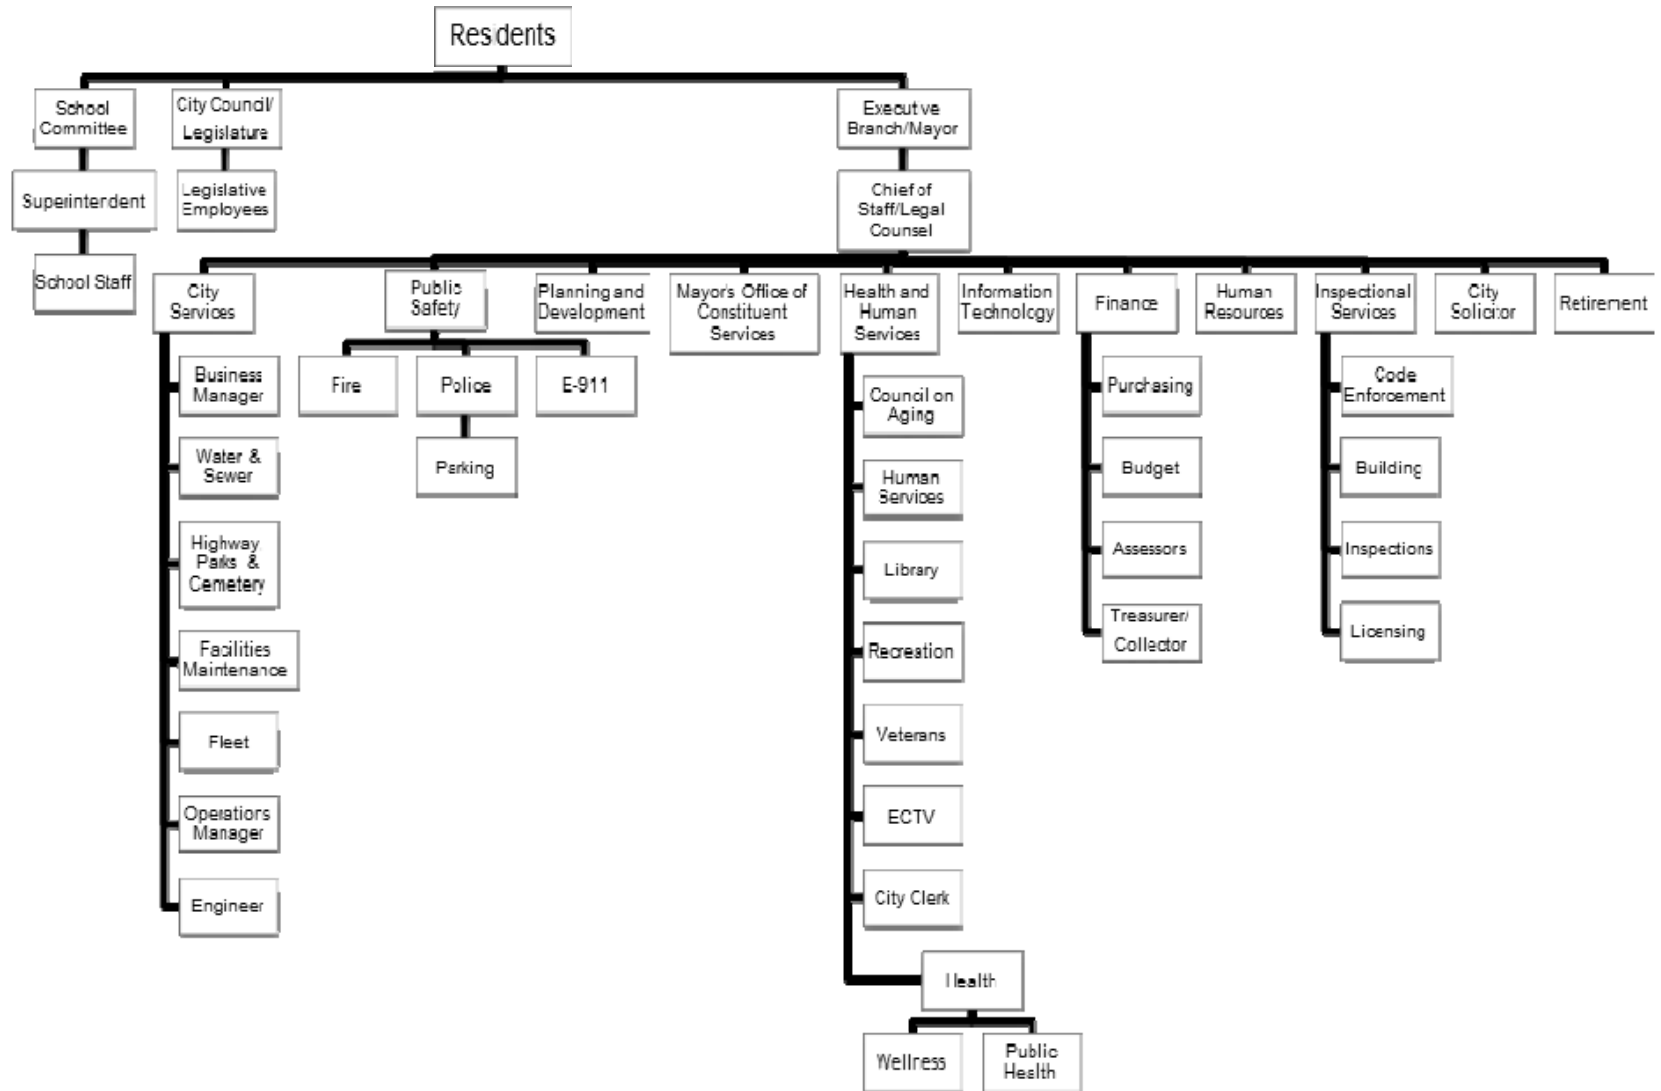 Residents
School
Committee
City Council/
Legislature
Executive
Branch/Mayor
Superintendent
Legislative
Employees
Chief of
Staff/Legal
Counsel
School Staff
City
Services
Public
Safety
Planning and
Development
Mayor's Office of
Constituent
Services
Health and
Human
Services
Information
Technology
Finance
Human
Resources
Inspectional
Services
City
Solicitor
Retirement
Business
Manager
Water &
Sewer
Highway
Parks &
Cemetery
Facilities
Maintenance
Fleet
Operations
Manager
Engineer
Fire
Police
E-911
Parking
Council on
Aging
Human
Services
Library
Recreation
Veterans
ECTV
City Clerk
Health
Wellness
Public
Health
Purchasing
Budget
Assessors
Treasurer/
Collector
Code
Enforcement
Building
Inspections
Licensing